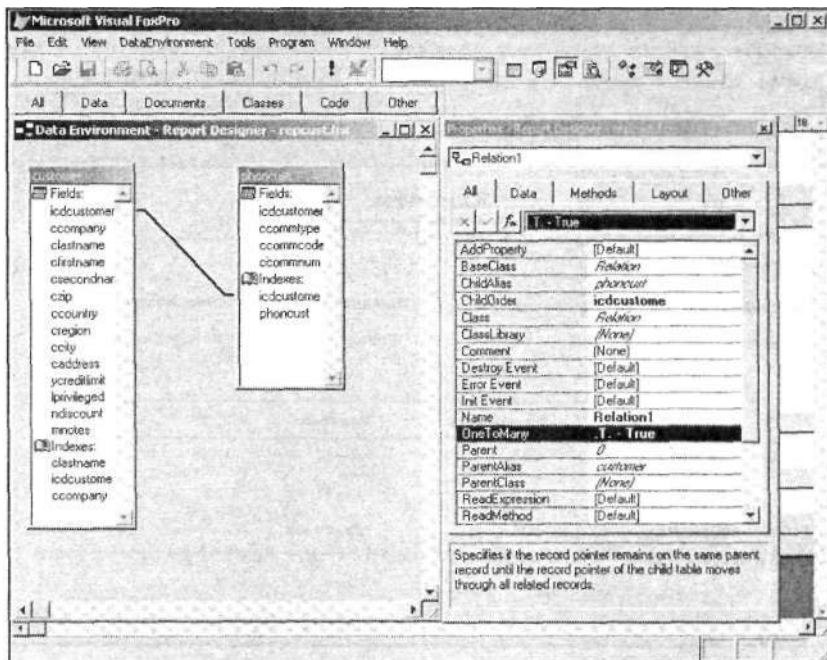 Microsoft Visual FoxPro
File Edit View DataEnvironment Tools Program Window Help
All Data Documents Classes Code Other
Data Environment - Report Designer - repcust.frx
customer
Fields:
icdcustomer
ccompany
clastname
cfirstname
csecondnar
czip
ccountry
cregion
ccity
caddress
ycreditlimit
lprivileged
ndiscount
mnotes
Indexes:
clastname
icdcustome
ccompany
phoncust
Fields:
icdcustomer
ccommtype
ccommcode
ccommnum
Indexes:
icdcustome
phoncust
Properties - Report Designer
Relation1
All Data Methods Layout Other
.T. - True
AddProperty [Default]
BaseClass Relation
ChildAlias phoncust
ChildOrder icdcustome
Class Relation
ClassLibrary (None)
Comment (None)
Destroy Event [Default]
Error Event [Default]
Init Event [Default]
Name Relation1
OneToMany .T. - True
Parent 0
ParentAlias customer
ParentClass (None)
ReadExpression [Default]
ReadMethod [Default]
Specifies if the record pointer remains on the same parent
record until the record pointer of the child table moves
through all related records.
18